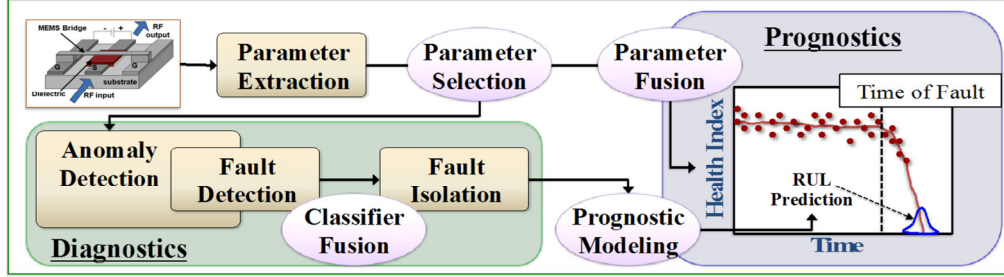 MEMS Bridge
- +
RF
output
G
S
G
substrate
Dielectric
RF input
Parameter
Extraction
Parameter
Selection
Parameter
Fusion
Prognostics
Time of Fault
Health Index
RUL
Prediction
Time
Anomaly
Detection
Fault
Detection
Fault
Isolation
Classifier
Fusion
Prognostic
Modeling
Diagnostics